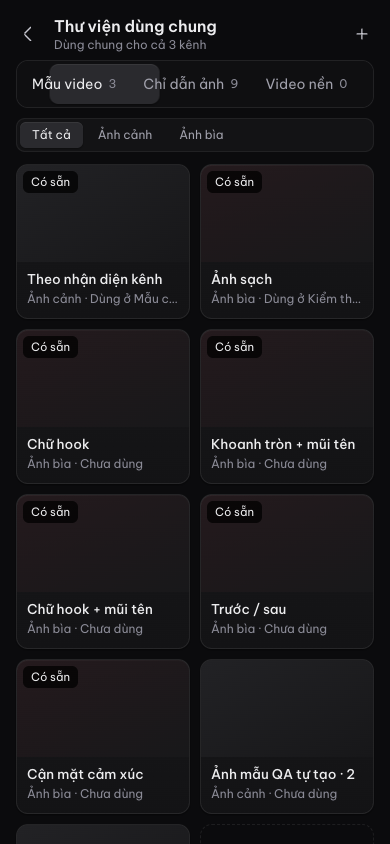 Thư viện dùng chung
Dùng chung cho cả 3 kênh
Mẫu video 3 Chỉ dẫn ảnh 9 Video nền 0
Tất cả Ảnh cảnh Ảnh bìa
Có sẵn Có sẵn
Theo nhận diện kênh Ảnh sạch
Ảnh cảnh · Dùng ở Mẫu c... Ảnh bìa · Dùng ở Kiểm th...
Có sẵn Có sẵn
Chữ hook Khoanh tròn + mũi tên
Ảnh bìa · Chưa dùng Ảnh bìa · Chưa dùng
Có sẵn Có sẵn
Chữ hook + mũi tên Trước / sau
Ảnh bìa · Chưa dùng Ảnh bìa · Chưa dùng
Có sẵn
Cận mặt cảm xúc Ảnh mẫu QA tự tạo · 2
Ảnh bìa · Chưa dùng Ảnh cảnh · Chưa dùng